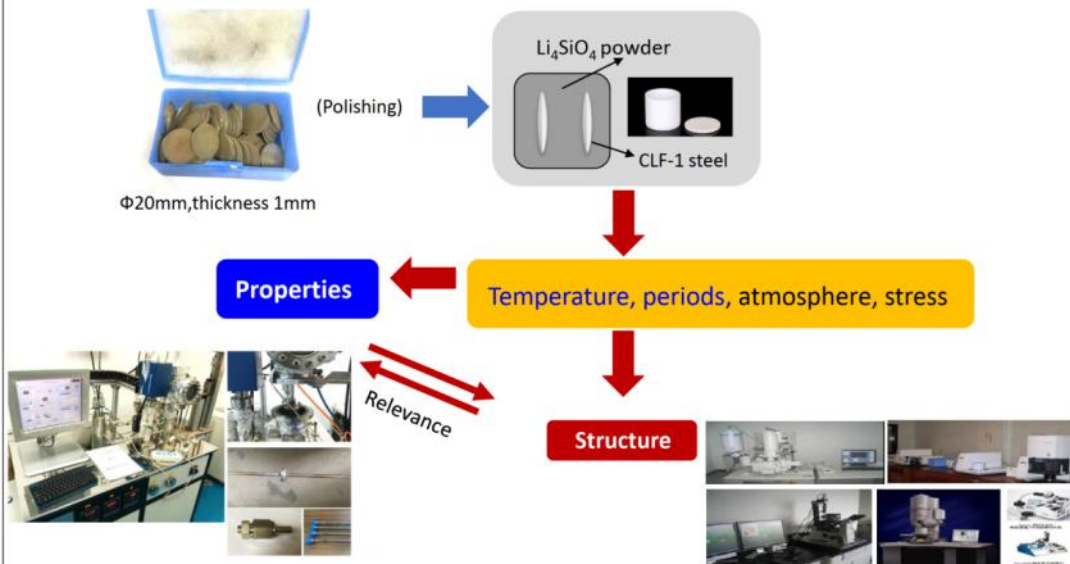 Li₄SiO₄ powder
(Polishing)
CLF-1 steel
Φ20mm,thickness 1mm
Properties
Temperature, periods, atmosphere, stress
Relevance
Structure